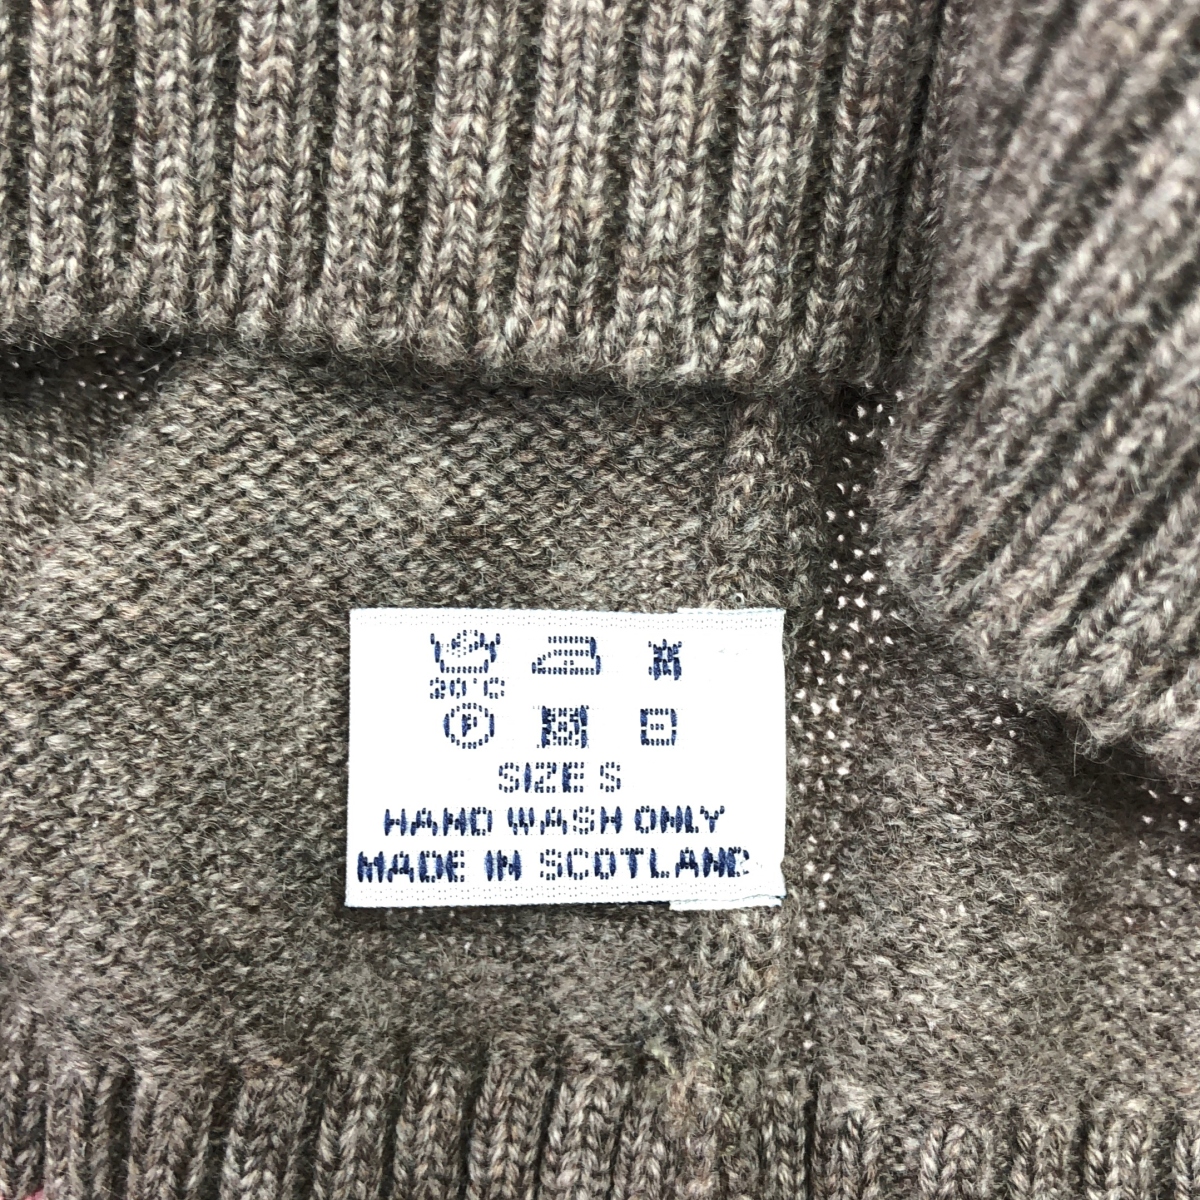 30°C
P
SIZE S
HAND WASH ONLY
MADE IN SCOTLAND